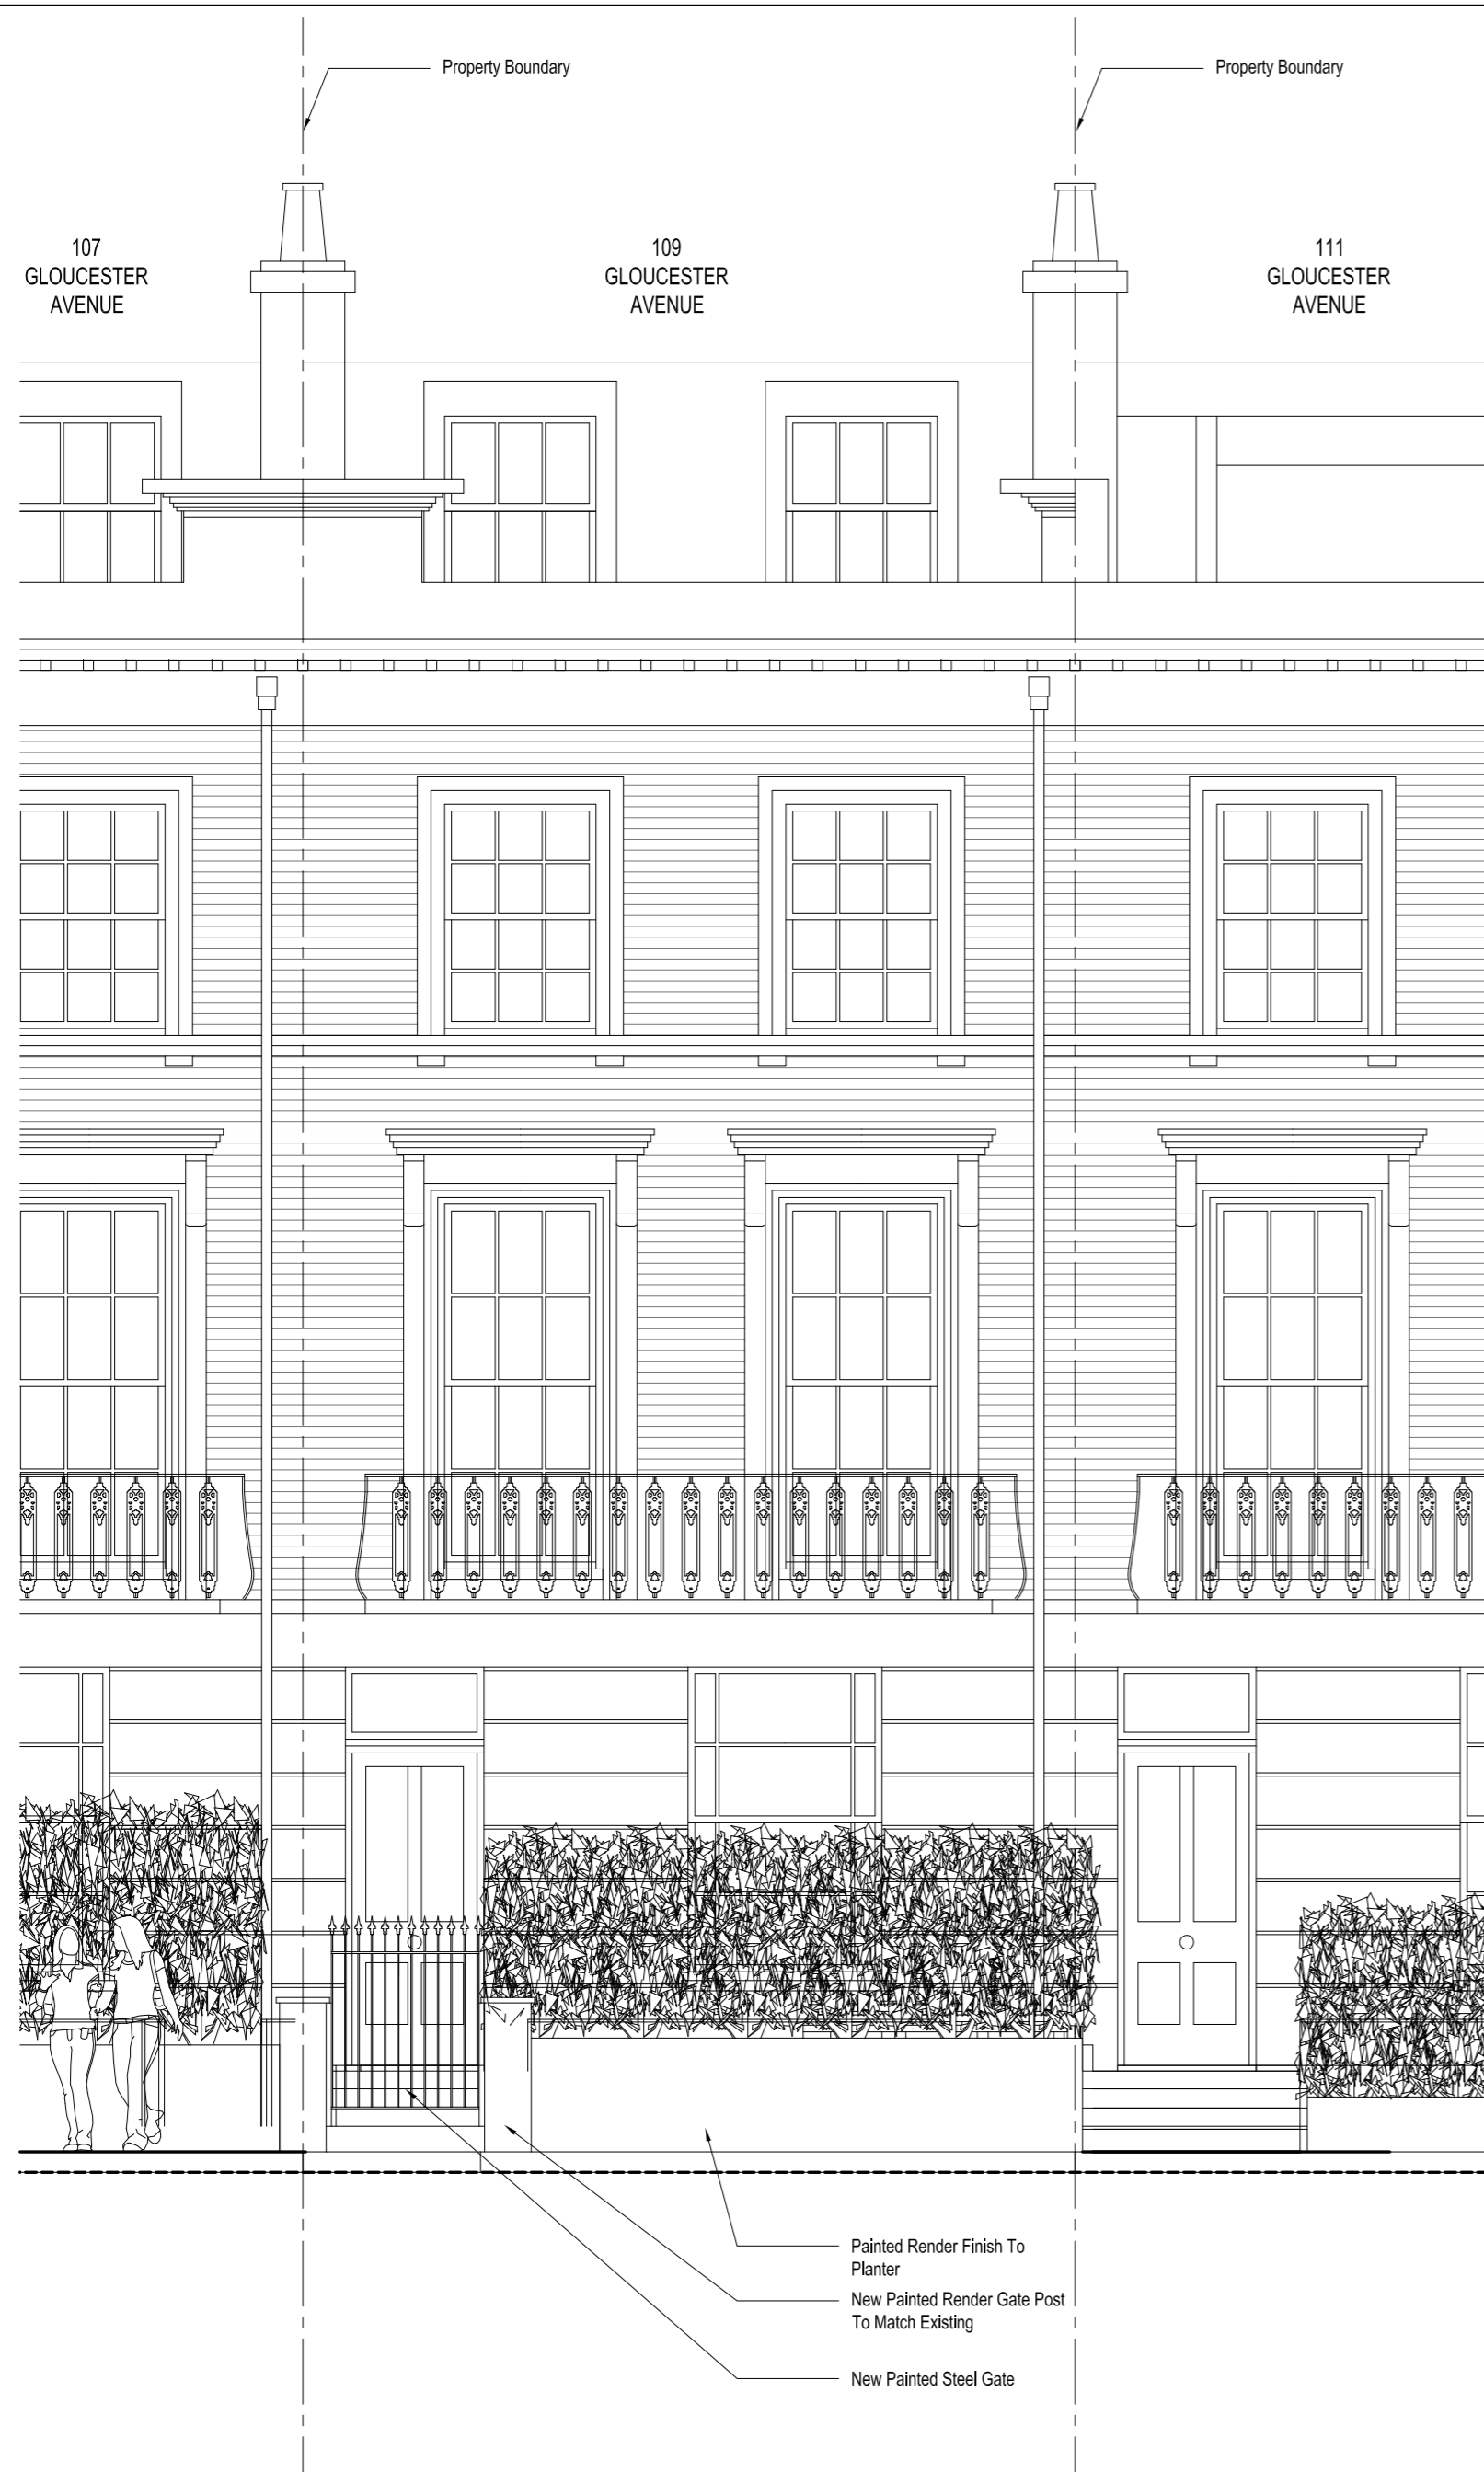 Property Boundary
Property Boundary
107
GLOUCESTER
AVENUE
109
GLOUCESTER
AVENUE
111
GLOUCESTER
AVENUE
Painted Render Finish To
Planter
New Painted Render Gate Post
To Match Existing
New Painted Steel Gate